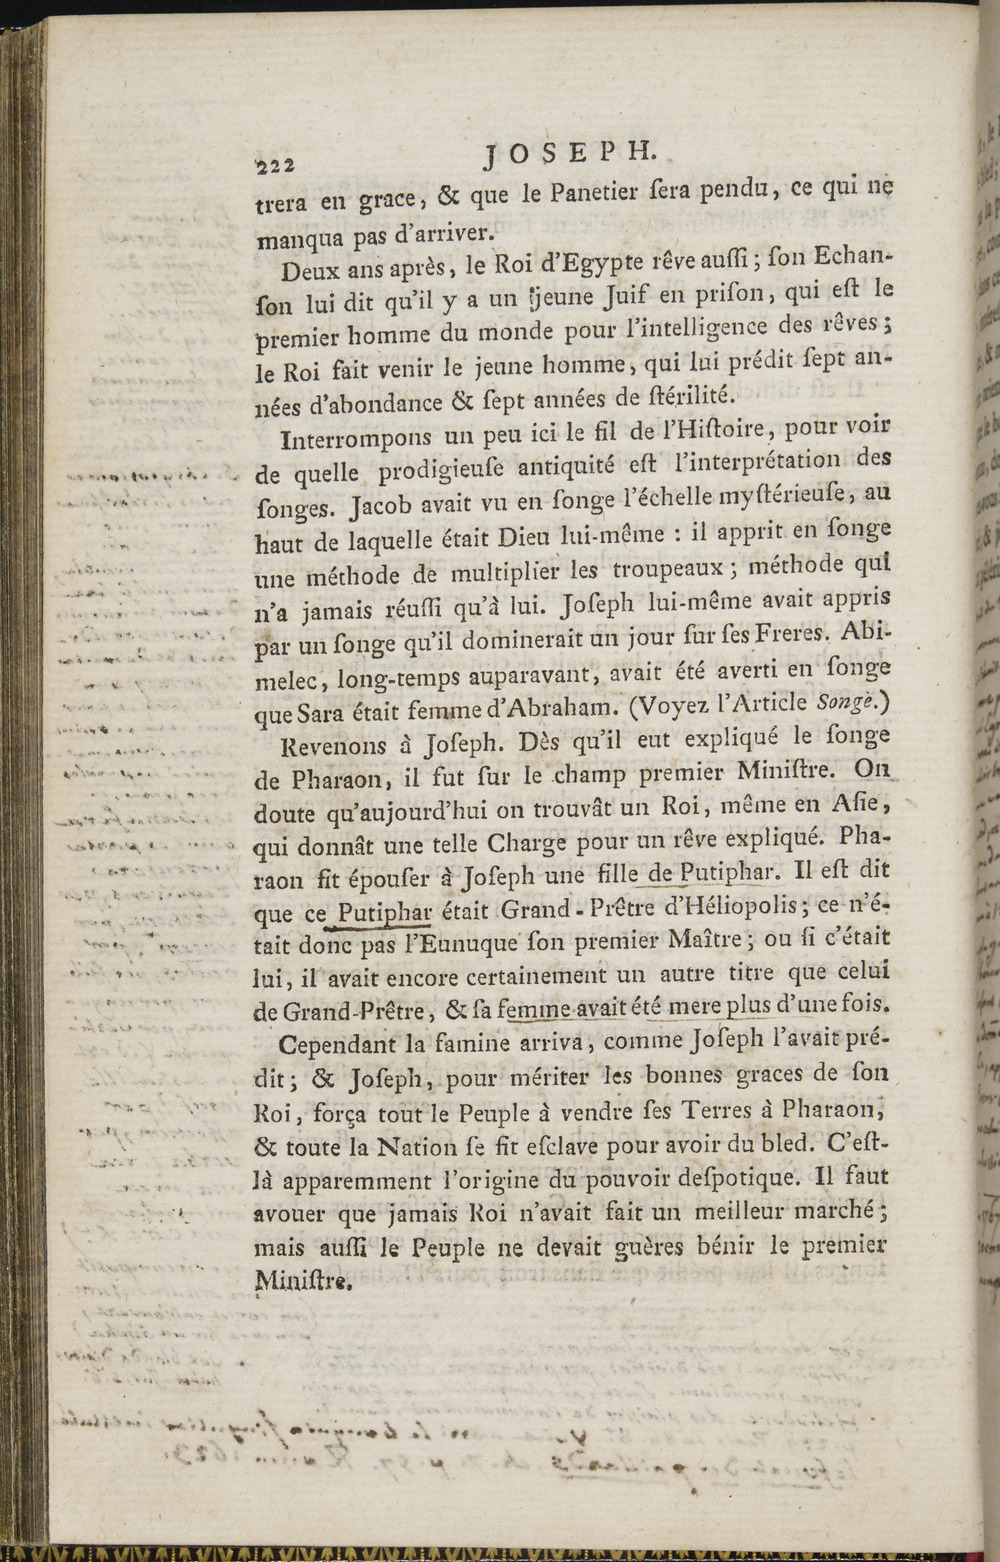 222 JOSEPH.
trera en grace, & que le Panetier ſera pendu, ce qui ne
manqua pas d'arriver.
Deux ans après, le Roi d'Egypte rêve auſſi; ſon Echan-
ſon lui dit qu'il y a un jeune Juif en priſon, qui eſt le
premier homme du monde pour l'intelligence des rêves;
le Roi fait venir le jeune homme, qui lui prédit ſept an-
nées d'abondance & ſept années de ſtérilité.
Interrompons un peu ici le fil de l'Hiſtoire, pour voir
de quelle prodigieuſe antiquité eſt l'interprétation des
ſonges. Jacob avait vu en ſonge l'échelle myſtérieuſe, au
haut de laquelle était Dieu lui-même : il apprit en ſonge
une méthode de multiplier les troupeaux; méthode qui
n'a jamais réuſſi qu'à lui. Joſeph lui-même avait appris
par un ſonge qu'il dominerait un jour ſur ſes Freres. Abi-
melec, long-temps auparavant, avait été averti en ſonge
que Sara était femme d'Abraham. (Voyez l'Article Songe.)
Revenons à Joſeph. Dès qu'il eut expliqué le ſonge
de Pharaon, il fut ſur le champ premier Miniſtre. On
doute qu'aujourd'hui on trouvât un Roi, même en Aſie,
qui donnât une telle Charge pour un rêve expliqué. Pha-
raon fit épouſer à Joſeph une fille de Putiphar. Il eſt dit
que ce Putiphar était Grand-Prêtre d'Héliopolis; ce n'é-
tait donc pas l'Eunuque ſon premier Maître; ou ſi c'était
lui, il avait encore certainement un autre titre que celui
de Grand-Prêtre, & ſa femme avait été mere plus d'une fois.
Cependant la famine arriva, comme Joſeph l'avait pré-
dit; & Joſeph, pour mériter les bonnes graces de ſon
Roi, força tout le Peuple à vendre ſes Terres à Pharaon,
& toute la Nation ſe fit eſclave pour avoir du bled. C'eſt-
là apparemment l'origine du pouvoir deſpotique. Il faut
avouer que jamais Roi n'avait fait un meilleur marché;
mais auſſi le Peuple ne devait guères bénir le premier
Miniſtre.